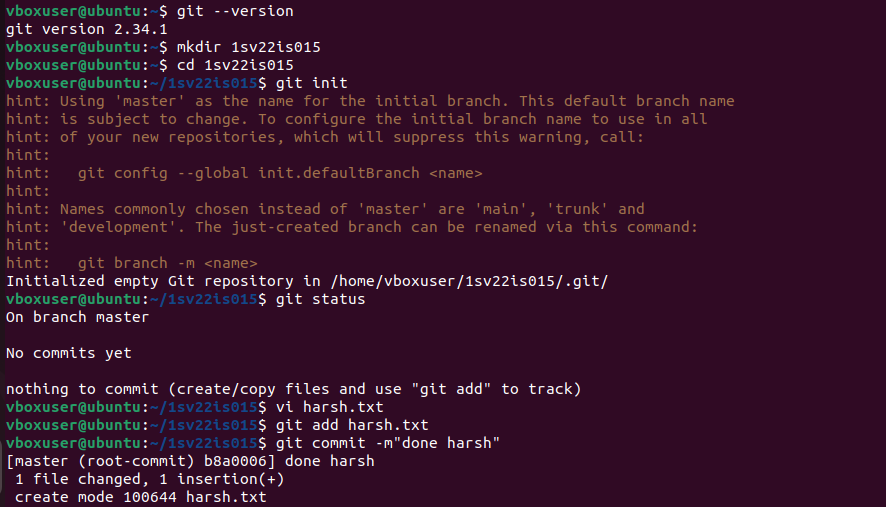 vboxuser@ubuntu:~$ git --version
git version 2.34.1
vboxuser@ubuntu:~$ mkdir 1sv22is015
vboxuser@ubuntu:~$ cd 1sv22is015
vboxuser@ubuntu:~/1sv22is015$ git init
hint: Using 'master' as the name for the initial branch. This default branch name
hint: is subject to change. To configure the initial branch name to use in all
hint: of your new repositories, which will suppress this warning, call:
hint:
hint:   git config --global init.defaultBranch <name>
hint:
hint: Names commonly chosen instead of 'master' are 'main', 'trunk' and
hint: 'development'. The just-created branch can be renamed via this command:
hint:
hint:   git branch -m <name>
Initialized empty Git repository in /home/vboxuser/1sv22is015/.git/
vboxuser@ubuntu:~/1sv22is015$ git status
On branch master

No commits yet

nothing to commit (create/copy files and use "git add" to track)
vboxuser@ubuntu:~/1sv22is015$ vi harsh.txt
vboxuser@ubuntu:~/1sv22is015$ git add harsh.txt
vboxuser@ubuntu:~/1sv22is015$ git commit -m"done harsh"
[master (root-commit) b8a0006] done harsh
 1 file changed, 1 insertion(+)
 create mode 100644 harsh.txt